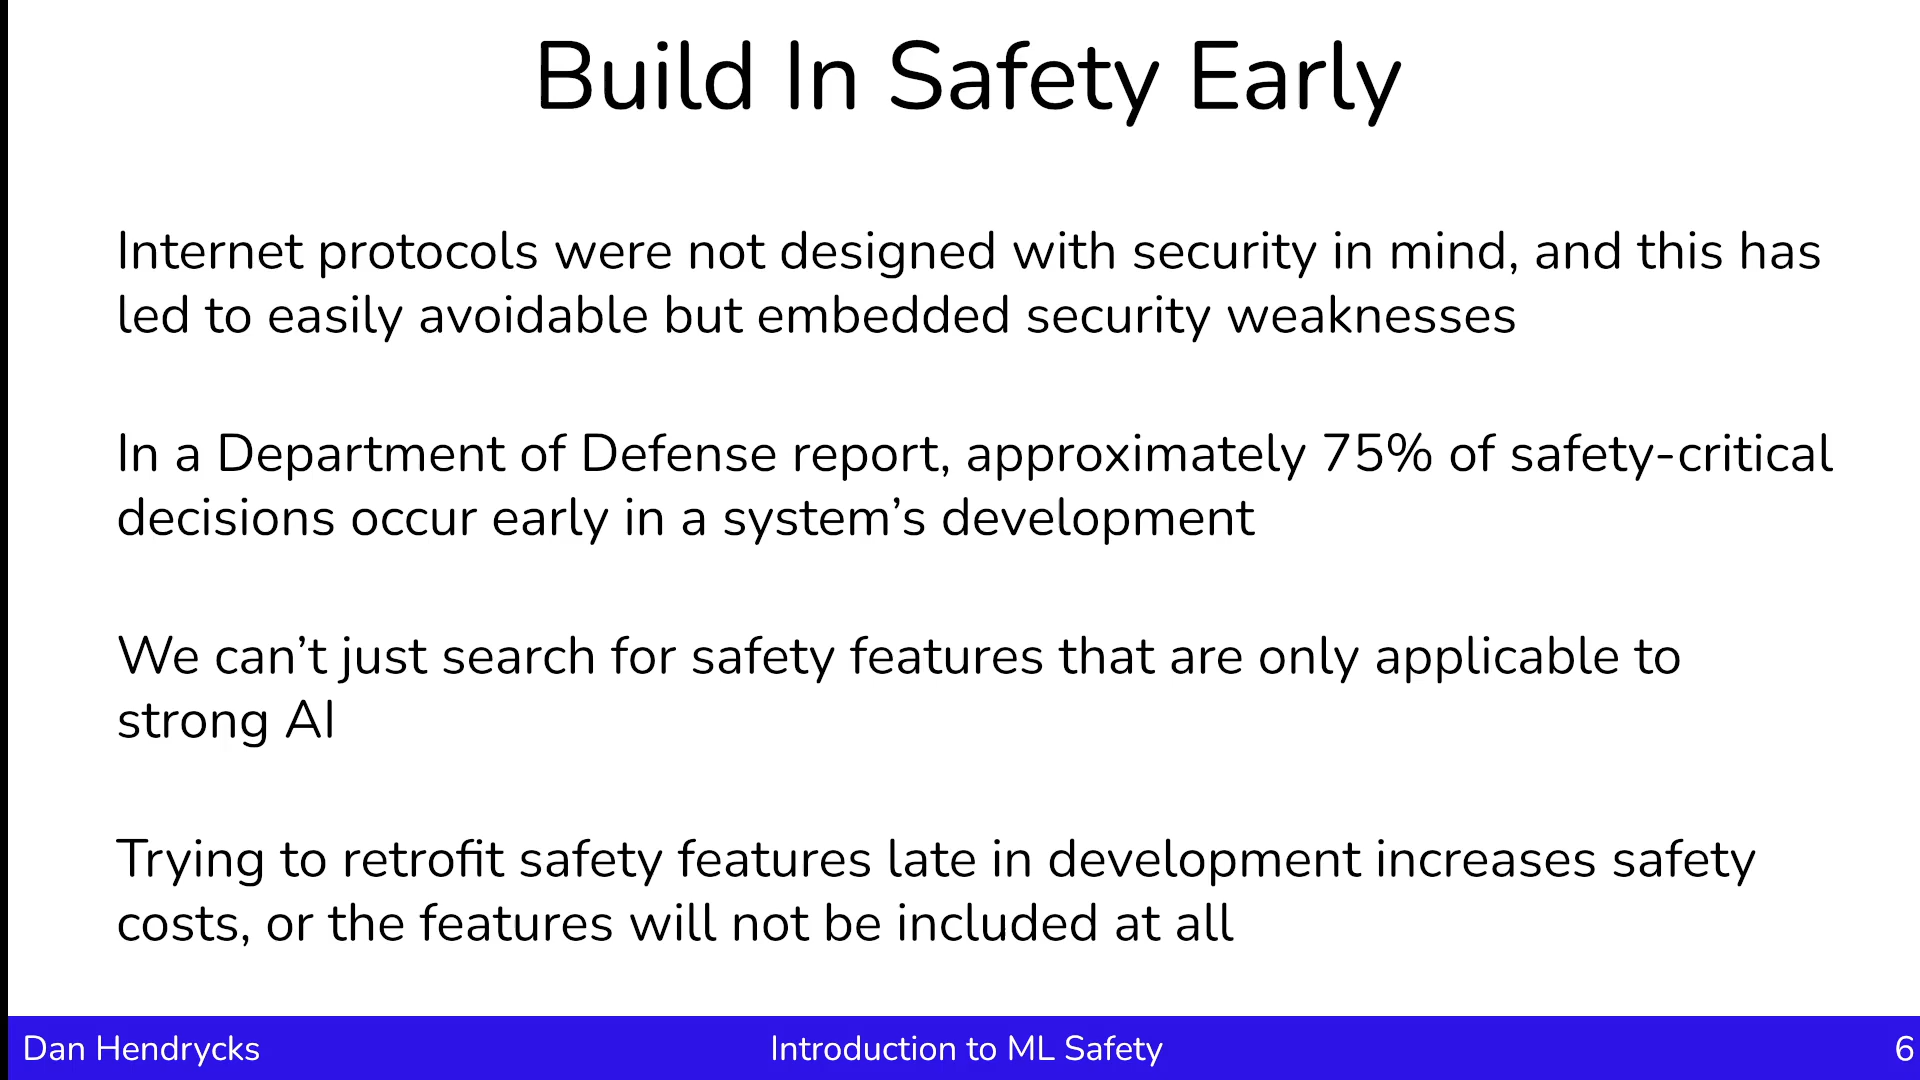 Build In Safety Early
Internet protocols were not designed with security in mind, and this has
led to easily avoidable but embedded security weaknesses
In a Department of Defense report, approximately 75% of safety-critical
decisions occur early in a system’s development
We can’t just search for safety features that are only applicable to
strong AI
Trying to retrofit safety features late in development increases safety
costs, or the features will not be included at all
Dan Hendrycks
Introduction to ML Safety
6